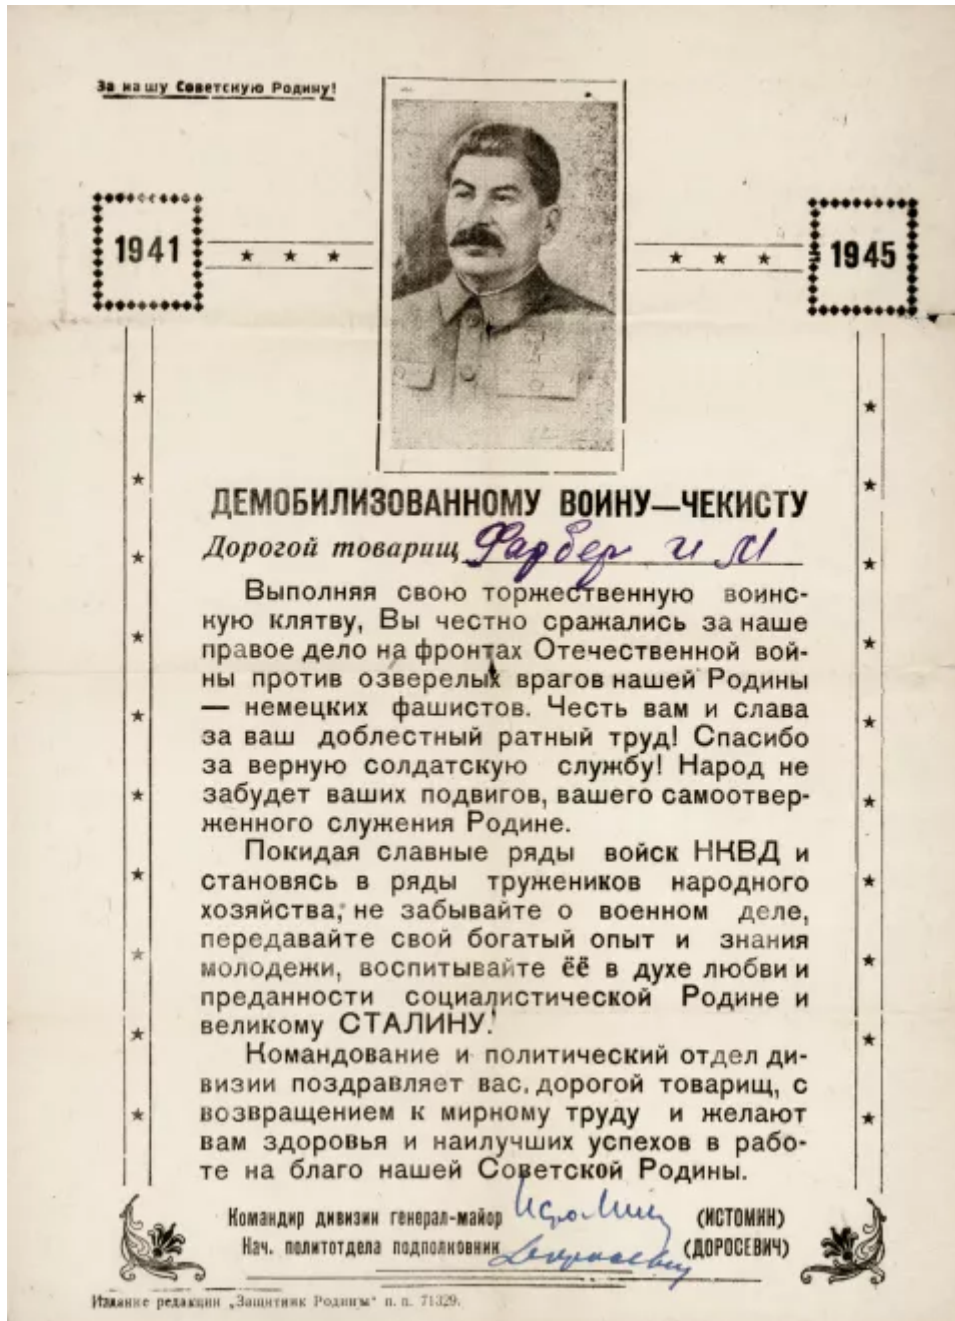 За нашу Советскую Родину!
1941
1945
ДЕМОБИЛИЗОВАННОМУ ВОИНУ—ЧЕКИСТУ
Дорогой товарищ Фарбер И М
Выполняя свою торжественную воинс-
кую клятву, Вы честно сражались за наше
правое дело на фронтах Отечественной вой-
ны против озверелых врагов нашей Родины
— немецких фашистов. Честь вам и слава
за ваш доблестный ратный труд! Спасибо
за верную солдатскую службу! Народ не
забудет ваших подвигов, вашего самоотвер-
женного служения Родине.
Покидая славные ряды войск НКВД и
становясь в ряды тружеников народного
хозяйства, не забывайте о военном деле,
передавайте свой богатый опыт и знания
молодежи, воспитывайте её в духе любви и
преданности социалистической Родине и
великому СТАЛИНУ!
Командование и политический отдел ди-
визии поздравляет вас, дорогой товарищ, с
возвращением к мирному труду и желают
вам здоровья и наилучших успехов в рабо-
те на благо нашей Советской Родины.
Командир дивизии генерал-майор Истомин (ИСТОМИН)
Нач. политотдела подполковник Доросевич (ДОРОСЕВИЧ)
Издание редакции „Защитник Родины" п. п. 71329.